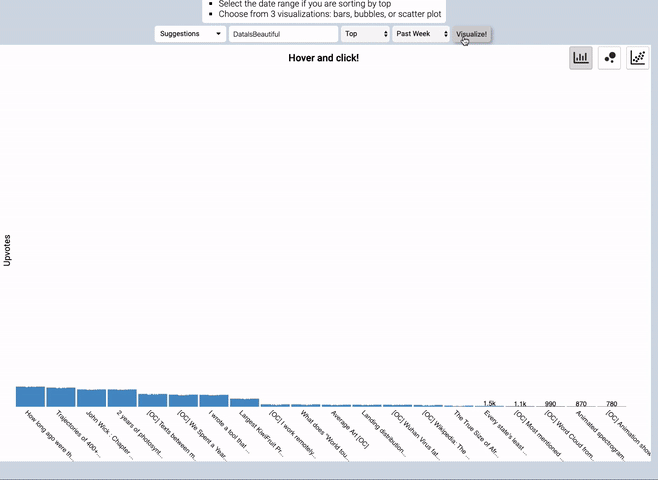 Select the date range if you are sorting by top
Choose from 3 visualizations: bars, bubbles, or scatter plot
Suggestions
DataIsBeautiful
Top
Past Week
Visualize!
Hover and click!
Upvotes
1.5k
1.1k
990
870
780
How long ago were th...
Trajectories of 400+...
John Wick : Chapter ...
2 years of photosynt...
[OC] Texts between m...
[OC] We Spent a Year...
I wrote a tool that ...
Largest KiwiFruit Pr...
[OC] I work remotely...
What does "World fou...
Average Art [OC]
Landing distribution...
[OC] Wuhan Virus fat...
[OC] Wikipedia: The ...
The True Size of Afr...
Every state's least ...
[OC] Most mentioned ...
[OC] Word Cloud from...
Animated spectrogram...
[OC] Animation show